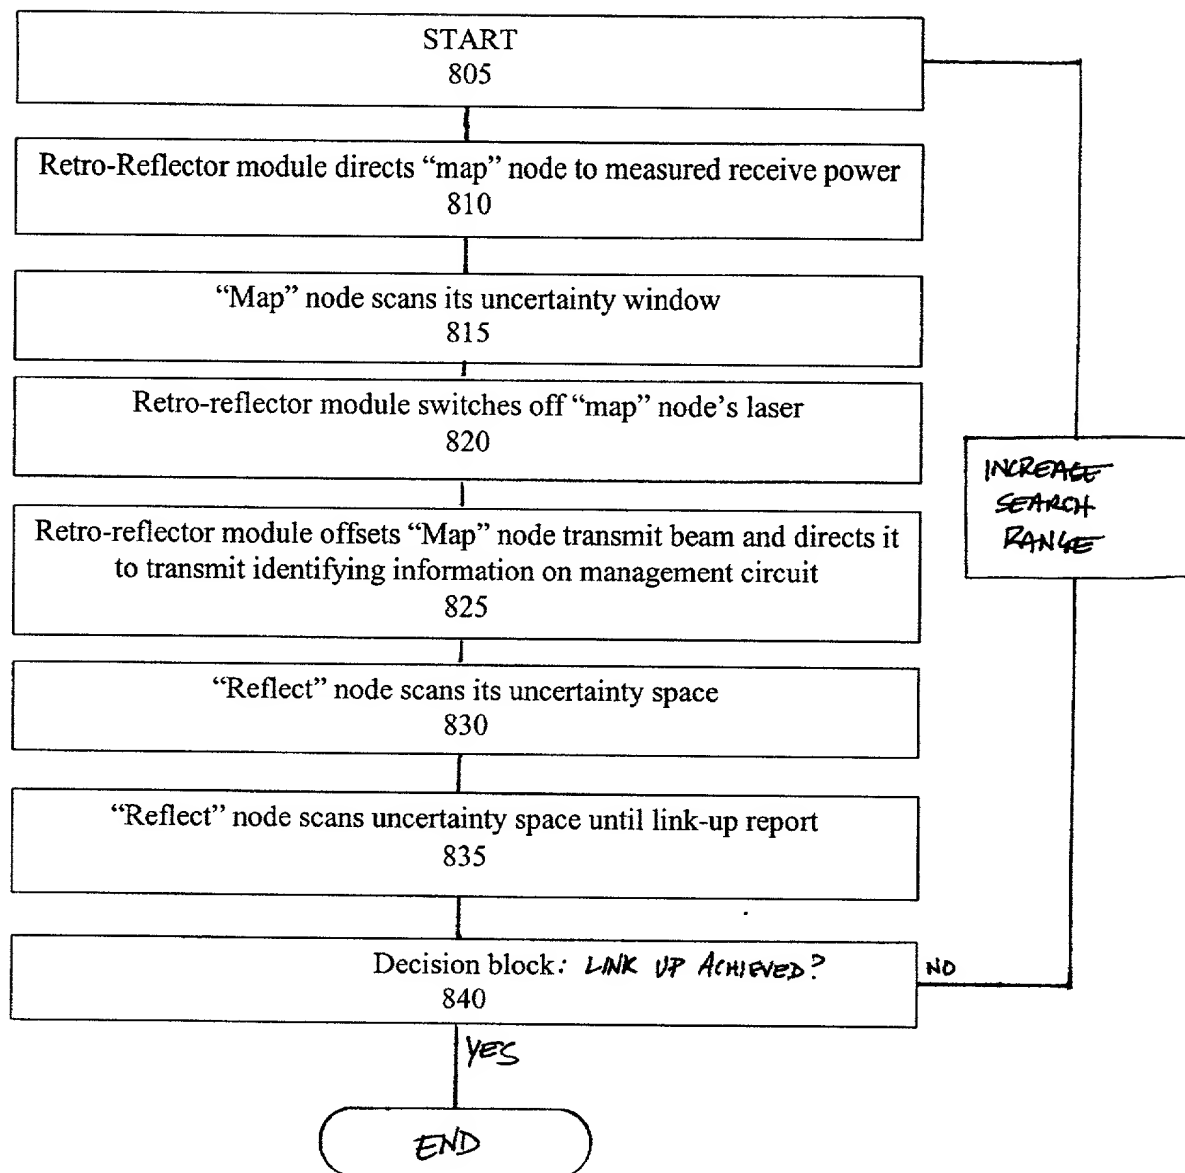 START
805
Retro-Reflector module directs “map” node to measured receive power
810
“Map” node scans its uncertainty window
815
Retro-reflector module switches off “map” node’s laser
820
Retro-reflector module offsets “Map” node transmit beam and directs it
to transmit identifying information on management circuit
825
“Reflect” node scans its uncertainty space
830
“Reflect” node scans uncertainty space until link-up report
835
Decision block: LINK UP ACHIEVED?
840
NO
INCREASE
SEARCH
RANGE
YES
END